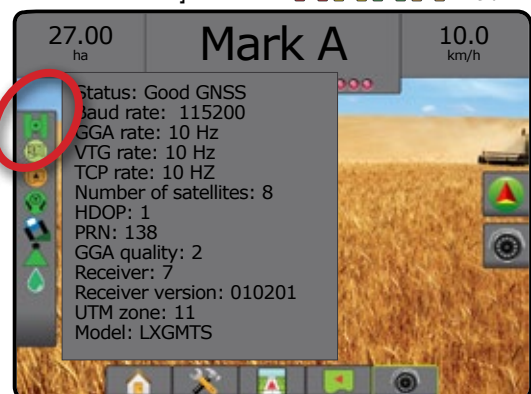 27.00
ha
Mark A
10.0
km/h
Status: Good GNSS
Baud rate:  115200
GGA rate: 10 Hz
VTG rate: 10 Hz
TCP rate: 10 HZ
Number of satellites: 8
HDOP: 1
PRN: 138
GGA quality: 2
Receiver: 7
Receiver version: 010201
UTM zone: 11
Model: LXGMTS